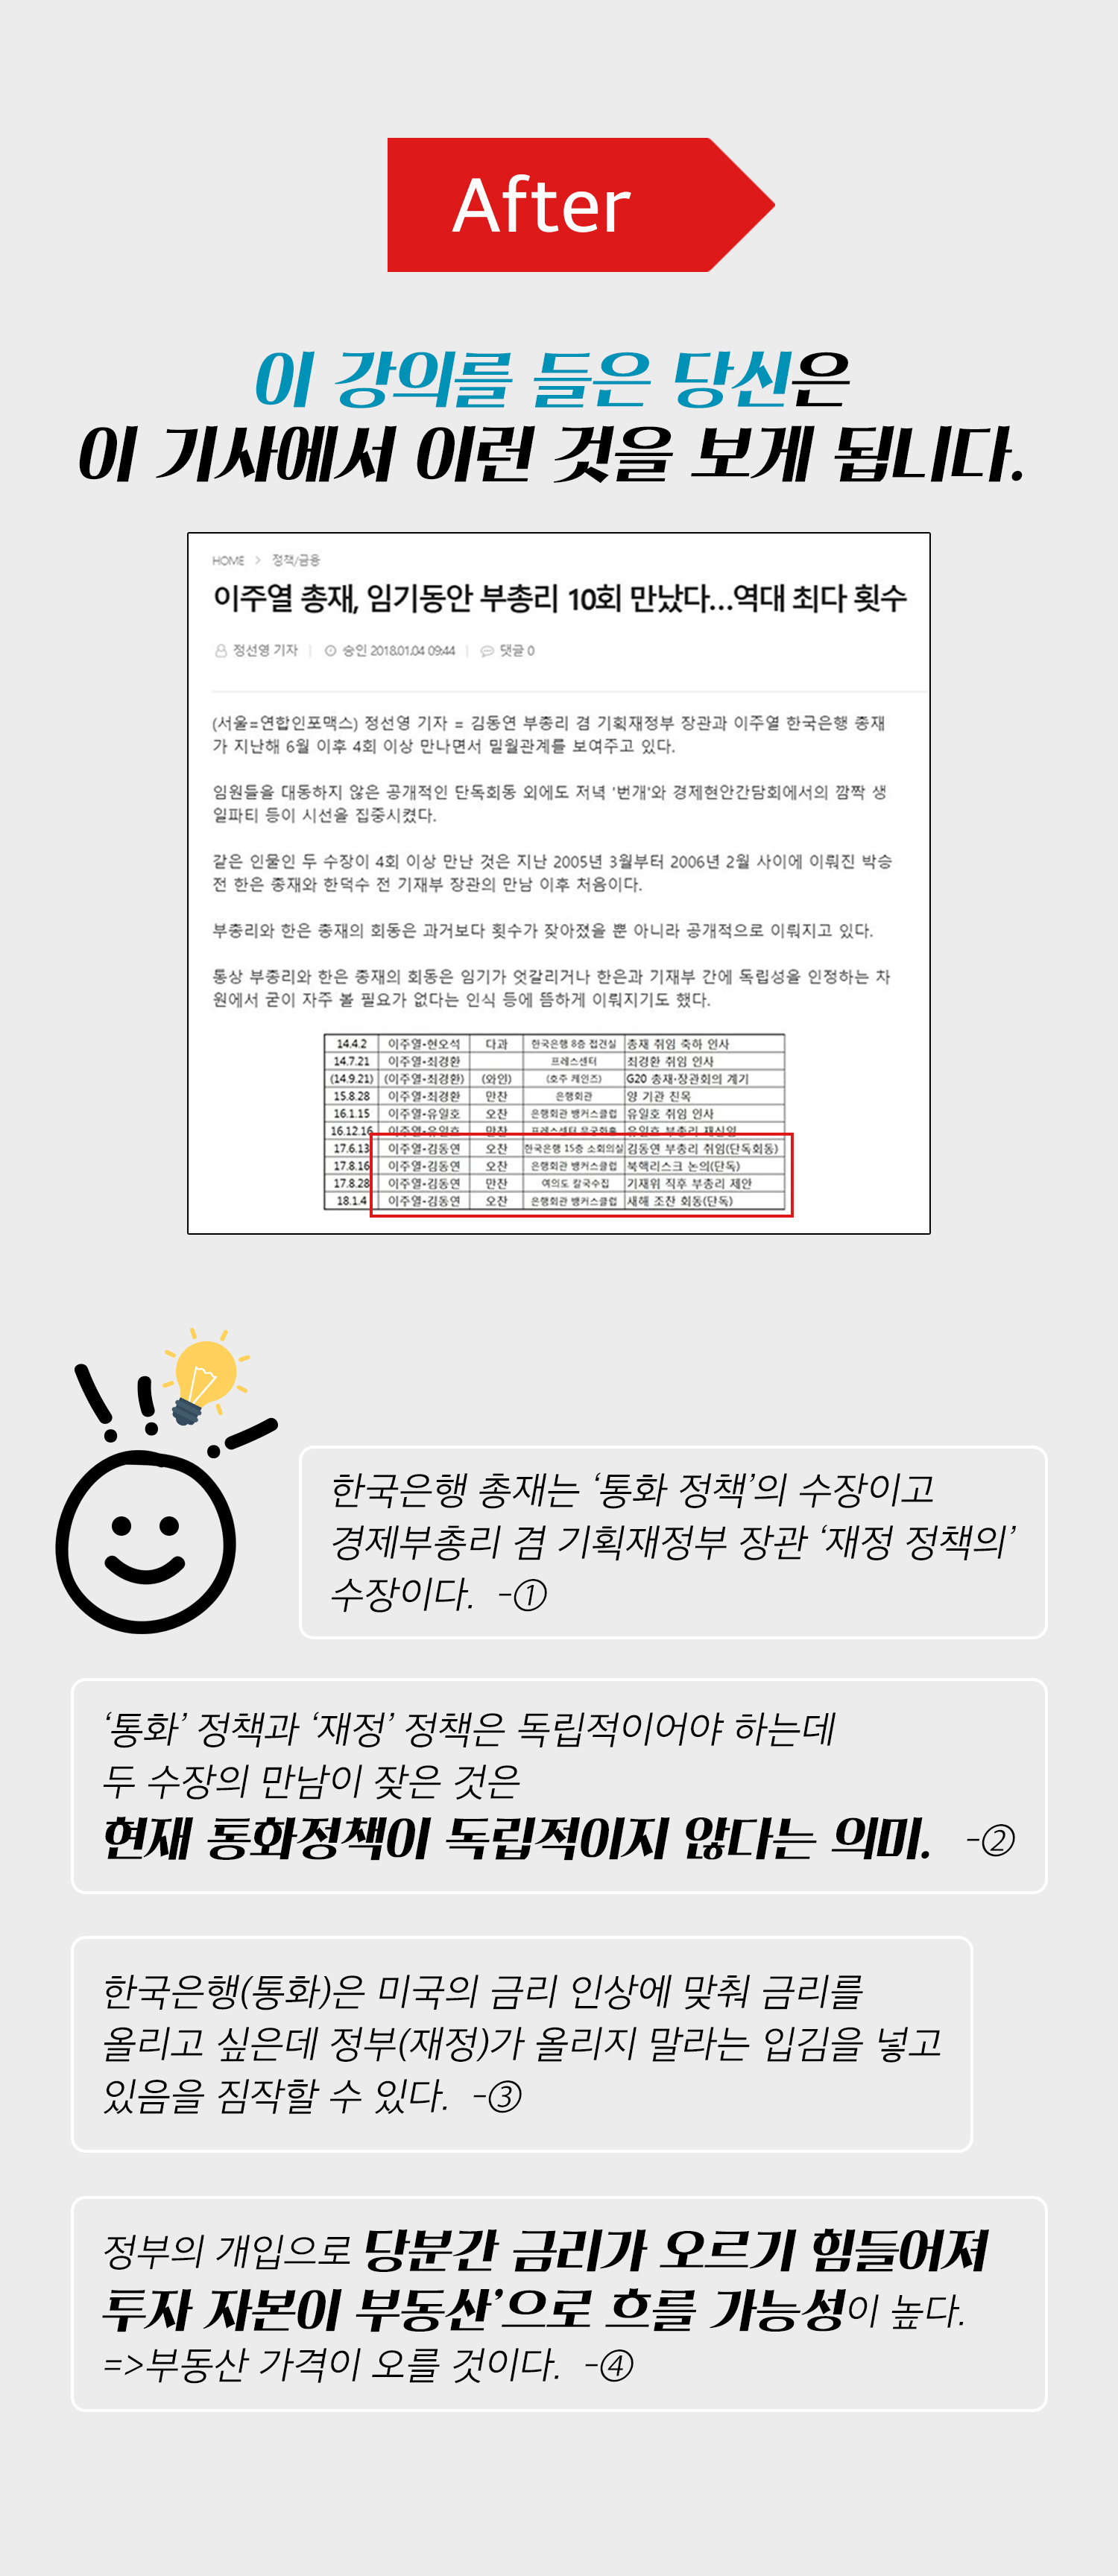 After
이 강의를 들은 당신은
이 기사에서 이런 것을 보게 됩니다.
HOME > 정책/금융
이주열 총재, 임기동안 부총리 10회 만났다...역대 최다 횟수
정선영 기자 | 승인 2018.01.04 09:44 | 댓글 0
(서울=연합인포맥스) 정선영 기자 = 김동연 부총리 겸 기획재정부 장관과 이주열 한국은행 총재
가 지난해 6월 이후 4회 이상 만나면서 밀월관계를 보여주고 있다.
임원들을 대동하지 않은 공개적인 단독회동 외에도 저녁 '번개'와 경제현안간담회에서의 깜짝 생
일파티 등이 시선을 집중시켰다.
같은 인물인 두 수장이 4회 이상 만난 것은 지난 2005년 3월부터 2006년 2월 사이에 이뤄진 박승
전 한은 총재와 한덕수 전 기재부 장관의 만남 이후 처음이다.
부총리와 한은 총재의 회동은 과거보다 횟수가 잦아졌을 뿐 아니라 공개적으로 이뤄지고 있다.
통상 부총리와 한은 총재의 회동은 임기가 엇갈리거나 한은과 기재부 간에 독립성을 인정하는 차
원에서 굳이 자주 볼 필요가 없다는 인식 등에 뜸하게 이뤄지기도 했다.
14.4.2 이주열-현오석 다과 한국은행 8층 접견실 총재 취임 축하 인사
14.7.21 이주열-최경환 프레스센터 최경환 취임 인사
(14.9.21) (이주열-최경환) (와인) (호주 케인즈) G20 총재·장관회의 계기
15.8.28 이주열-최경환 만찬 은행회관 양 기관 친목
16.1.15 이주열-유일호 오찬 은행회관 뱅커스클럽 유일호 취임 인사
16.12.16 이주열-유일호 만찬 프레스센터 무궁화홀 유일호 부총리 재신임
17.6.13 이주열-김동연 오찬 한국은행 15층 소회의실 김동연 부총리 취임(단독회동)
17.8.16 이주열-김동연 오찬 은행회관 뱅커스클럽 북핵리스크 논의(단독)
17.8.28 이주열-김동연 만찬 여의도 칼국수집 기재위 직후 부총리 제안
18.1.4 이주열-김동연 오찬 은행회관 뱅커스클럽 새해 조찬 회동(단독)
한국은행 총재는 ‘통화 정책’의 수장이고
경제부총리 겸 기획재정부 장관 ‘재정 정책의’
수장이다. -①
‘통화’ 정책과 ‘재정’ 정책은 독립적이어야 하는데
두 수장의 만남이 잦은 것은
현재 통화정책이 독립적이지 않다는 의미. -②
한국은행(통화)은 미국의 금리 인상에 맞춰 금리를
올리고 싶은데 정부(재정)가 올리지 말라는 입김을 넣고
있음을 짐작할 수 있다. -③
정부의 개입으로 당분간 금리가 오르기 힘들어져
투자 자본이 부동산’으로 흐를 가능성이 높다.
=>부동산 가격이 오를 것이다. -④